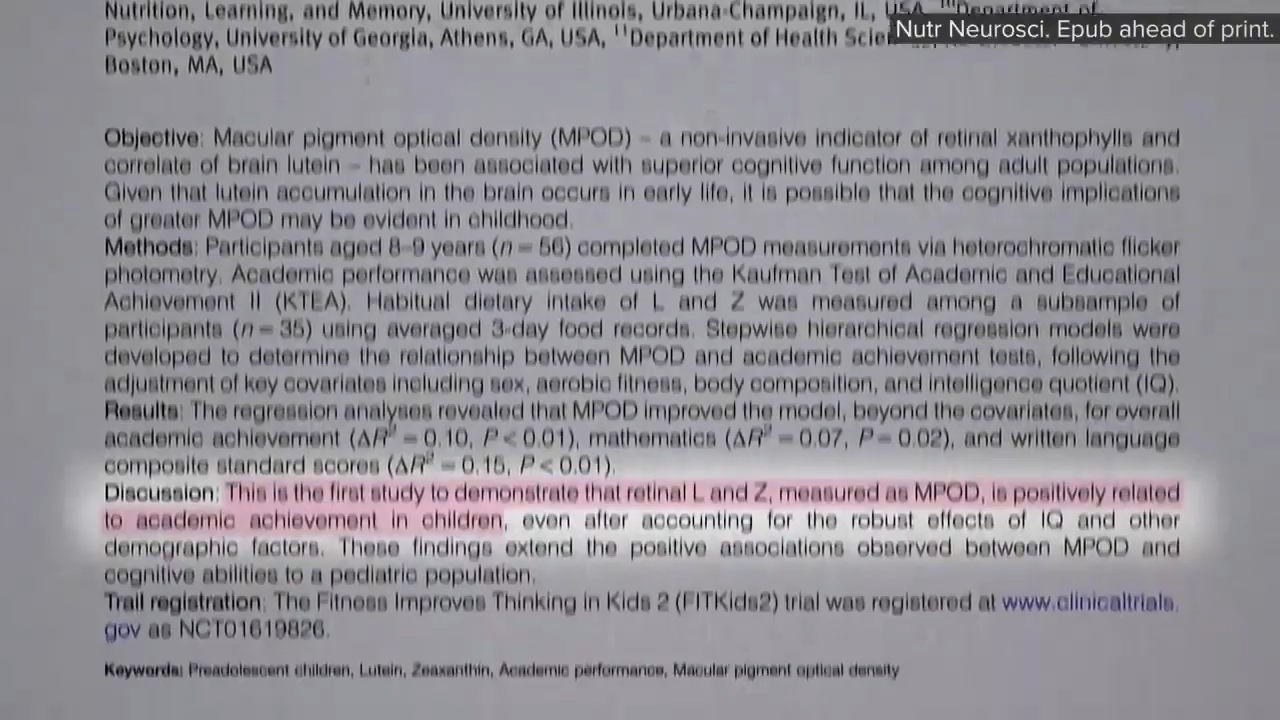 Nutrition, Learning, and Memory, University of Illinois, Urbana-Champaign, IL, USA,
Nutr Neurosci. Epub ahead of print.
Psychology, University of Georgia, Athens, GA, USA, 11Department of Health
Boston, MA, USA
Objective: Macular pigment optical density (MPOD) – a non-invasive indicator of retinal xanthophylls and
correlate of brain lutein – has been associated with superior cognitive function among adult populations.
Given that lutein accumulation in the brain occurs in early life, it is possible that the cognitive implications
of greater MPOD may be evident in childhood.
Methods: Participants aged 8–9 years (n = 56) completed MPOD measurements via heterochromatic flicker
photometry. Academic performance was assessed using the Kaufman Test of Academic and Educational
Achievement II (KTEA). Habitual dietary intake of L and Z was measured among a subsample of
participants (n = 35) using averaged 3-day food records. Stepwise hierarchical regression models were
developed to determine the relationship between MPOD and academic achievement tests, following the
adjustment of key covariates including sex, aerobic fitness, body composition, and intelligence quotient (IQ).
Results: The regression analyses revealed that MPOD improved the model, beyond the covariates, for overall
academic achievement (ΔR² = 0.10, P < 0.01), mathematics (ΔR² = 0.07, P = 0.02), and written language
composite standard scores (ΔR² = 0.15, P < 0.01).
Discussion: This is the first study to demonstrate that retinal L and Z, measured as MPOD, is positively related
to academic achievement in children, even after accounting for the robust effects of IQ and other
demographic factors. These findings extend the positive associations observed between MPOD and
cognitive abilities to a pediatric population.
Trail registration: The Fitness Improves Thinking in Kids 2 (FITKids2) trial was registered at www.clinicaltrials.
gov as NCT01619826.
Keywords: Preadolescent children, Lutein, Zeaxanthin, Academic performance, Macular pigment optical density